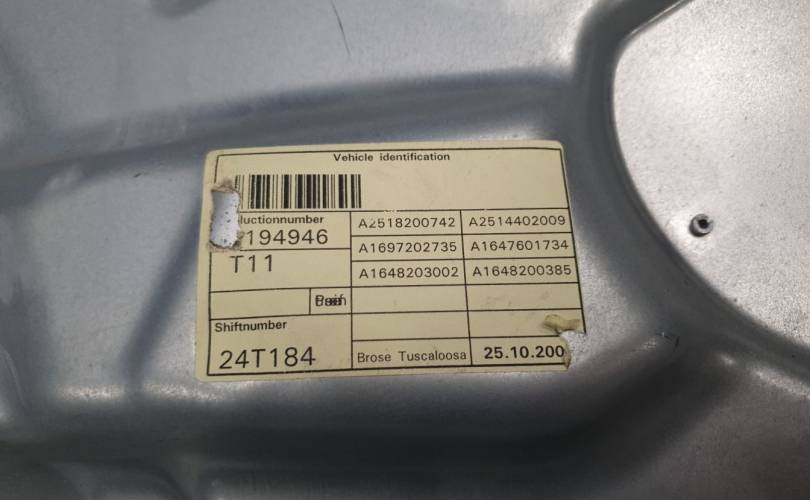 Vehicle identification
uctionnumber
194946
T11
A2518200742 A2514402009
A1697202735 A1647601734
A1648203002 A1648200385
Shiftnumber
24T184
Brose Tuscaloosa 25.10.200